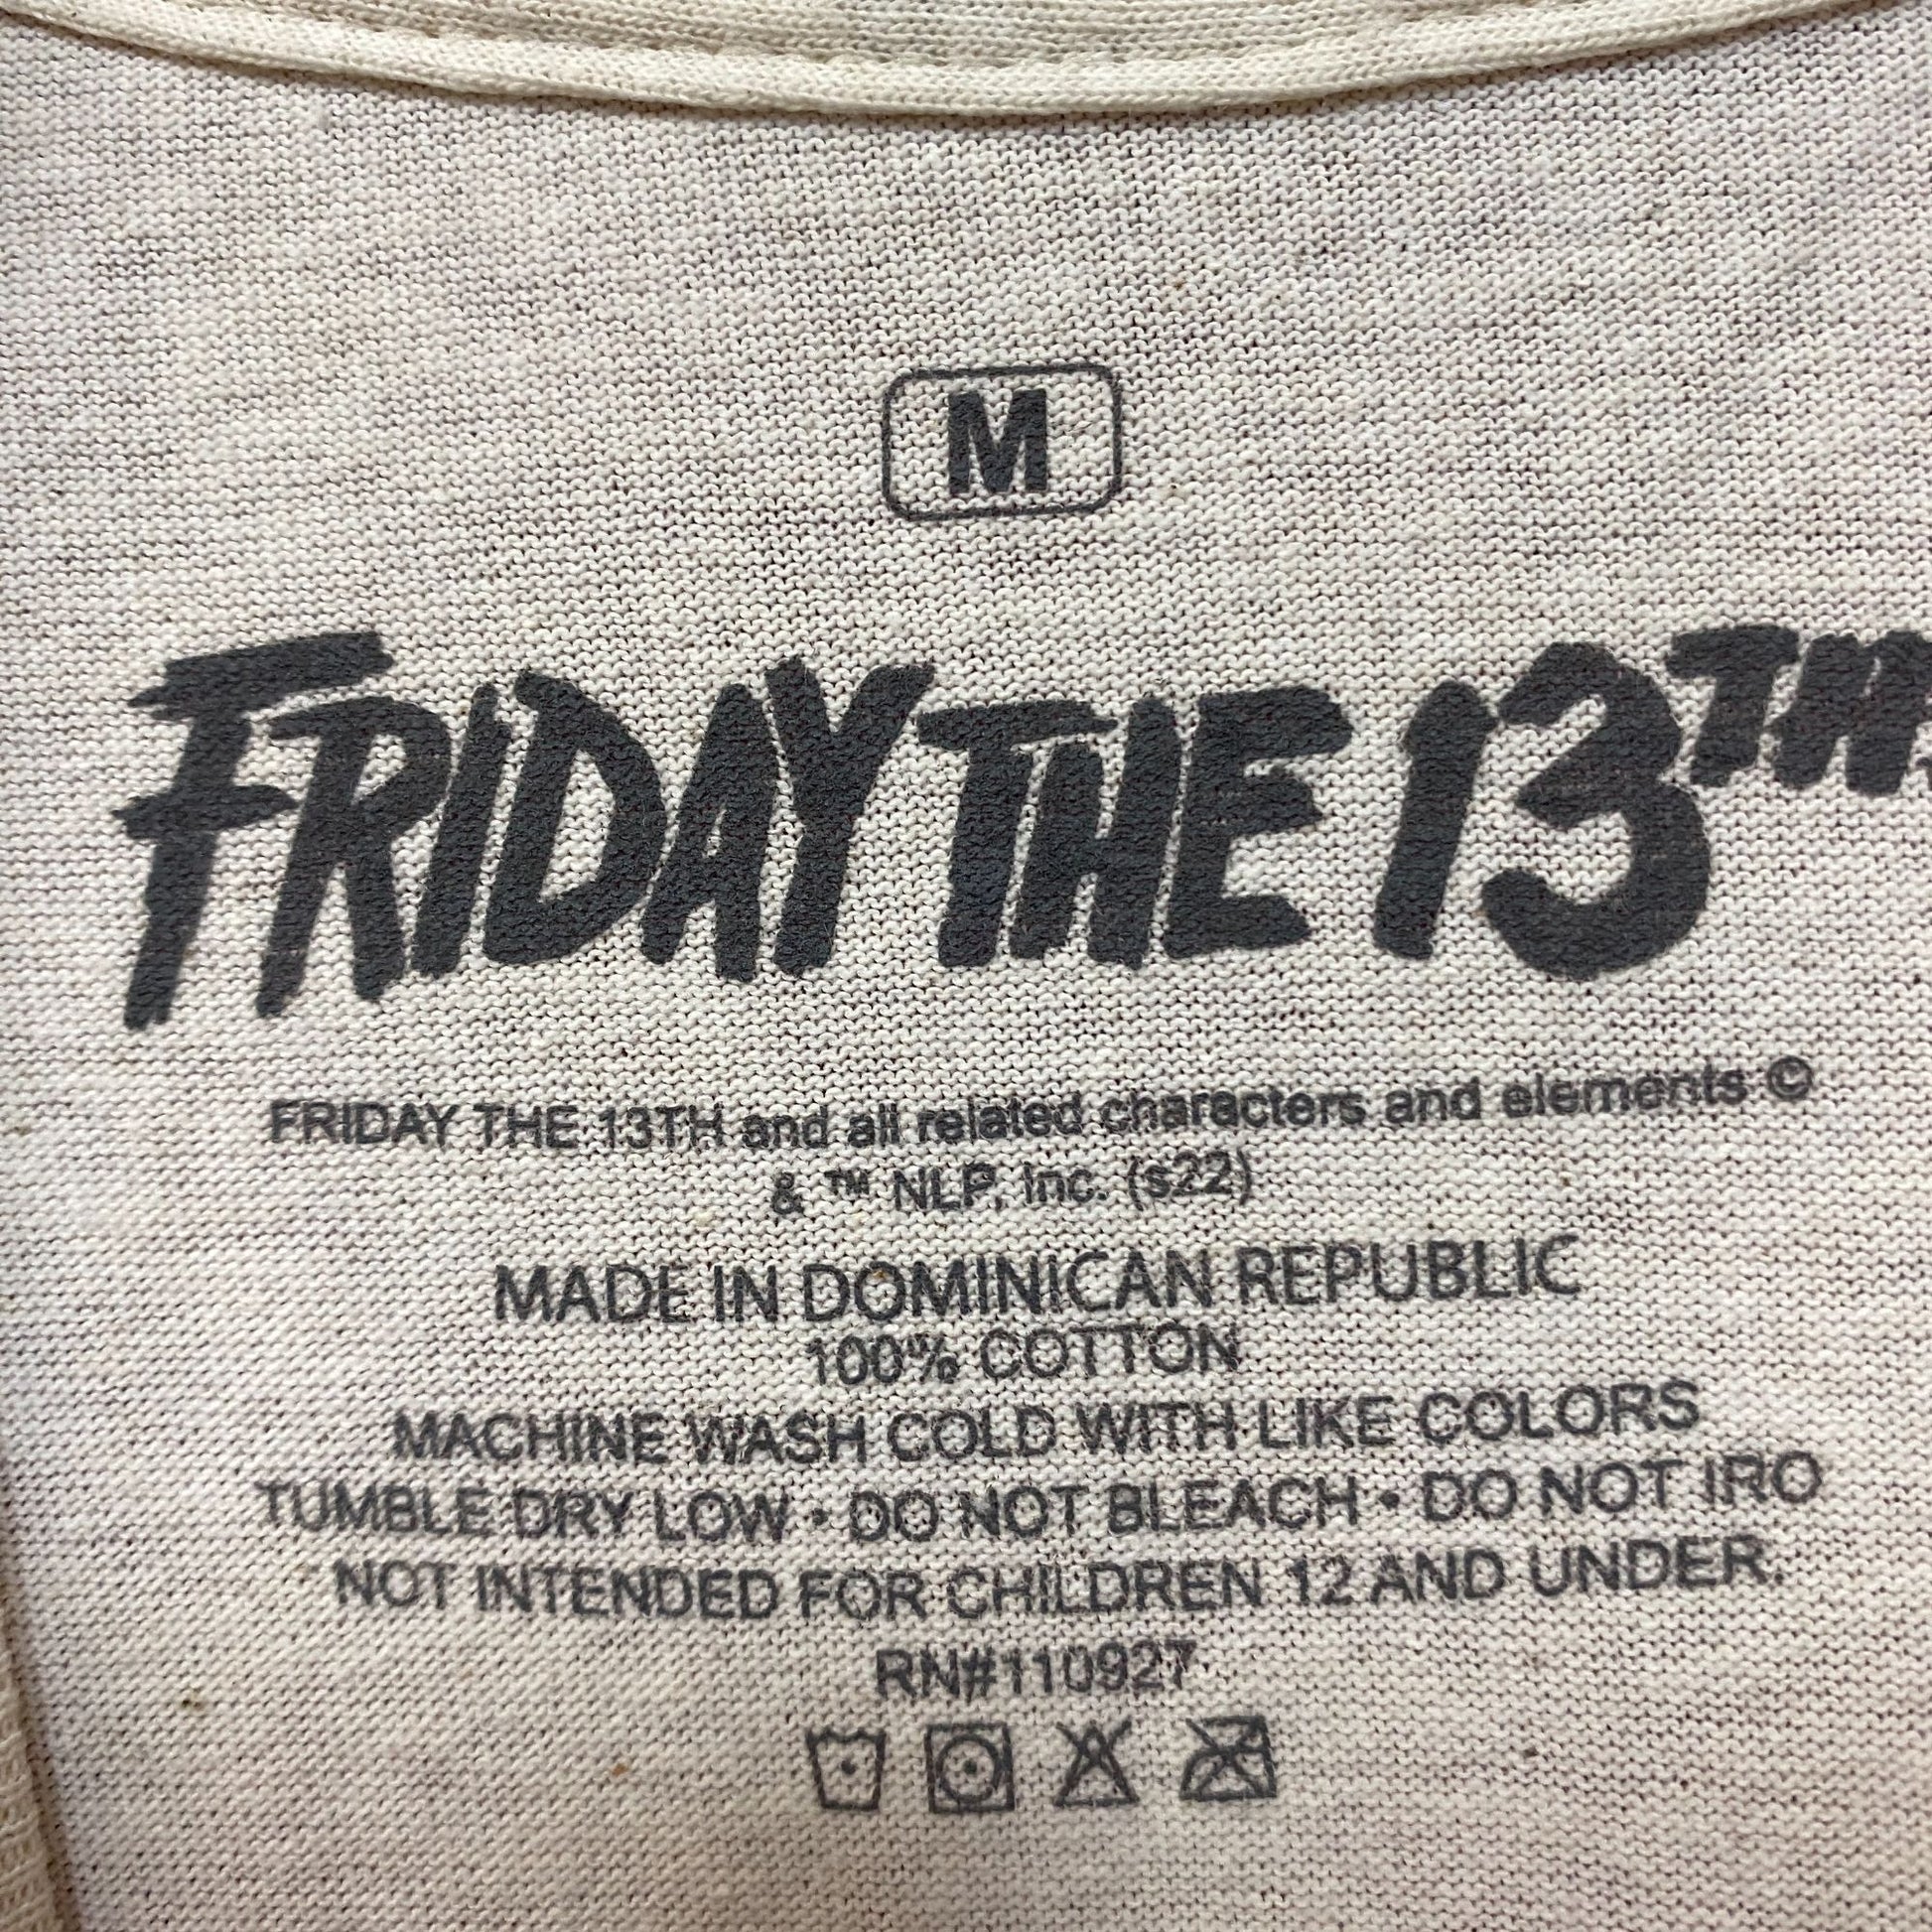 M
FRIDAY THE 13TH
FRIDAY THE 13TH and all related characters and elements ©
& ™ NLP, Inc. (s22)
MADE IN DOMINICAN REPUBLIC
100% COTTON
MACHINE WASH COLD WITH LIKE COLORS
TUMBLE DRY LOW • DO NOT BLEACH • DO NOT IRO
NOT INTENDED FOR CHILDREN 12 AND UNDER.
RN#110927